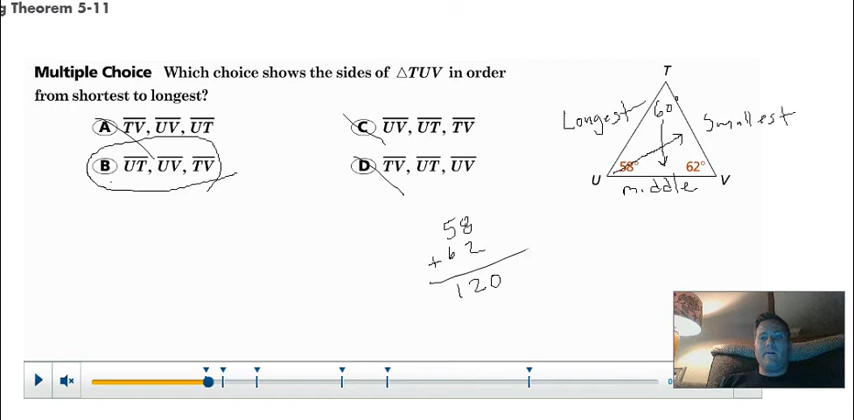 g Theorem 5-11
Multiple Choice Which choice shows the sides of △TUV in order
from shortest to longest?
A TV, UV, UT
C UV, UT, TV
B UT, UV, TV
D TV, UT, UV
T
Longest
60°
Smallest
58°
62°
U
middle
V
58
+62
120